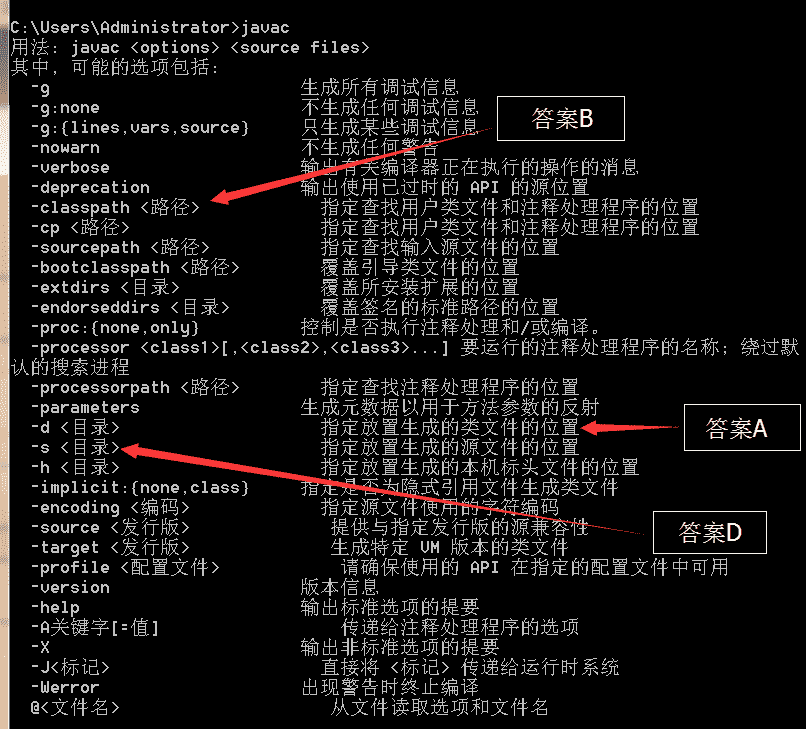 C:\Users\Administrator>javac
用法: javac <options> <source files>
其中, 可能的选项包括:
-g 生成所有调试信息
-g:none 不生成任何调试信息
-g:{lines,vars,source} 只生成某些调试信息
答案B
-nowarn 不生成任何警告
-verbose 输出有关编译器正在执行的操作的消息
-deprecation 输出使用已过时的 API 的源位置
-classpath <路径> 指定查找用户类文件和注释处理程序的位置
-cp <路径> 指定查找用户类文件和注释处理程序的位置
-sourcepath <路径> 指定查找输入源文件的位置
-bootclasspath <路径> 覆盖引导类文件的位置
-extdirs <目录> 覆盖所安装扩展的位置
-endorseddirs <目录> 覆盖签名的标准路径的位置
-proc:{none,only} 控制是否执行注释处理和/或编译。
-processor <class1>[,<class2>,<class3>...] 要运行的注释处理程序的名称; 绕过默
认的搜索进程
-processorpath <路径> 指定查找注释处理程序的位置
-parameters 生成元数据以用于方法参数的反射
-d <目录> 指定放置生成的类文件的位置
答案A
-s <目录> 指定放置生成的源文件的位置
-h <目录> 指定放置生成的本机标头文件的位置
-implicit:{none,class} 指定是否为隐式引用文件生成类文件
-encoding <编码> 指定源文件使用的字符编码
-source <发行版> 提供与指定发行版的源兼容性
答案D
-target <发行版> 生成特定 VM 版本的类文件
-profile <配置文件> 请确保使用的 API 在指定的配置文件中可用
-version 版本信息
-help 输出标准选项的提要
-A关键字[=值] 传递给注释处理程序的选项
-X 输出非标准选项的提要
-J<标记> 直接将 <标记> 传递给运行时系统
-Werror 出现警告时终止编译
@<文件名> 从文件读取选项和文件名